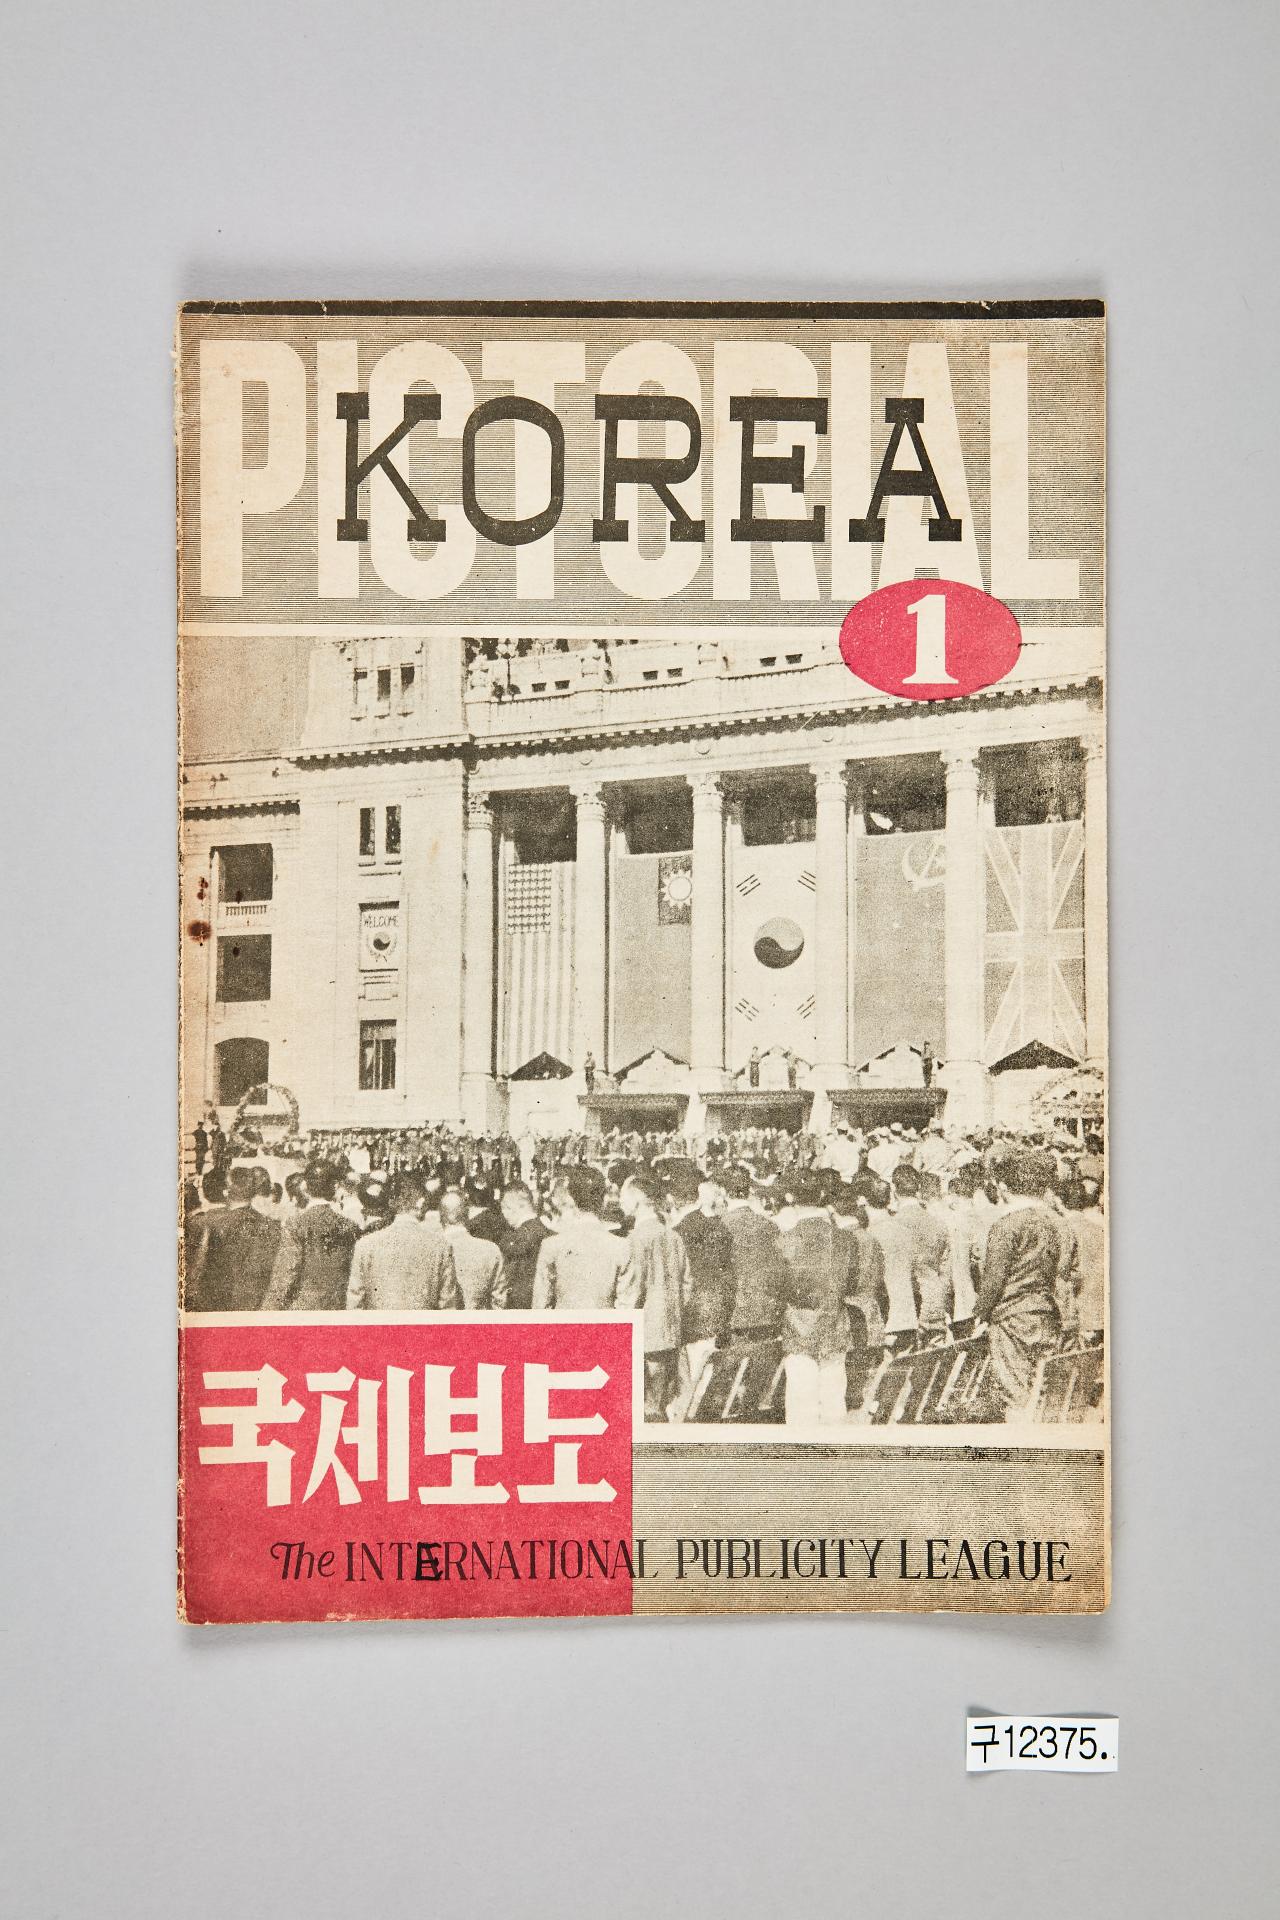 PICTORIAL
KOREA
1
WELCOME
국제보도
The INTERNATIONAL PUBLICITY LEAGUE
구12375.